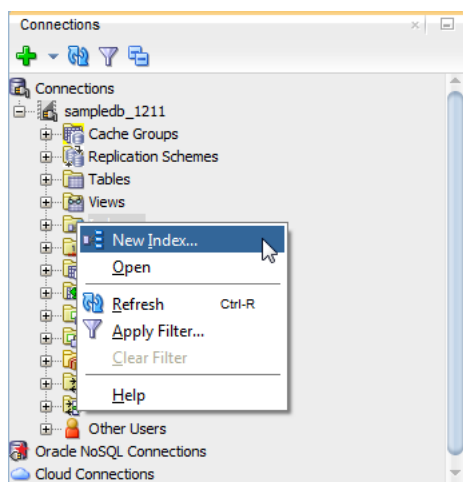 Connections
Connections
sampledb_1211
Cache Groups
Replication Schemes
Tables
Views
New Index...
Open
Refresh Ctrl-R
Apply Filter...
Clear Filter
Help
Other Users
Oracle NoSQL Connections
Cloud Connections